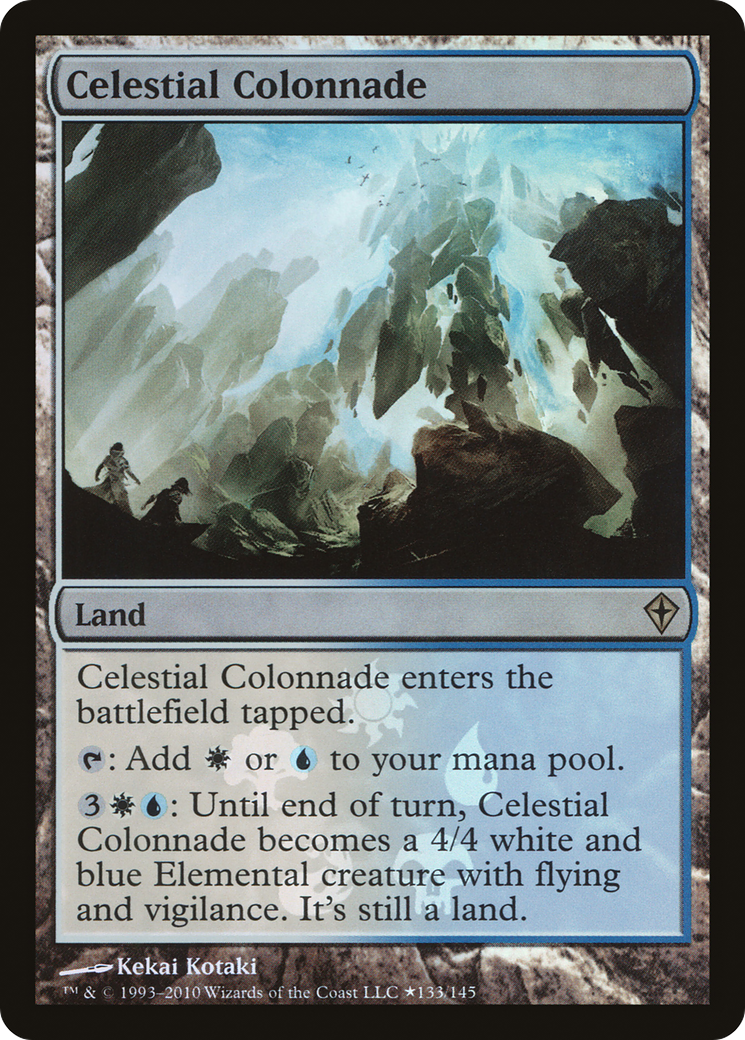 Celestial Colonnade
Land
Celestial Colonnade enters the
battlefield tapped.
: Add or to your mana pool.
3: Until end of turn, Celestial
Colonnade becomes a 4/4 white and
blue Elemental creature with flying
and vigilance. It's still a land.
Kekai Kotaki
™ & © 1993–2010 Wizards of the Coast LLC ★133/145